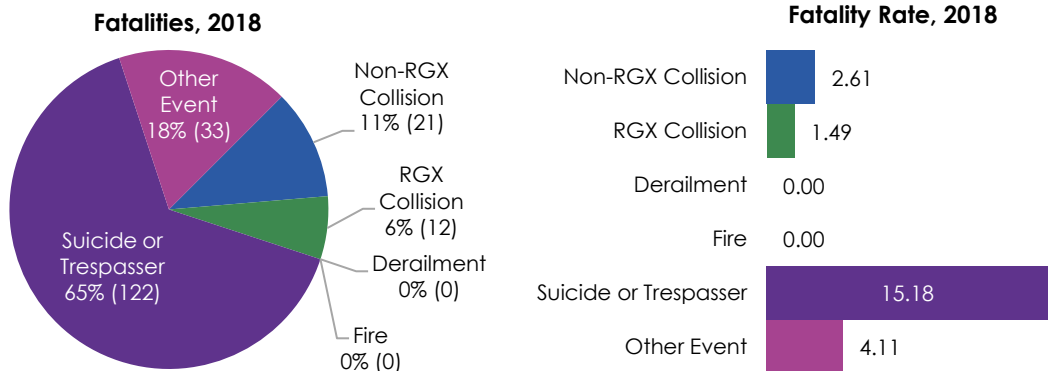 Fatalities, 2018
Other
Event
18% (33)
Non-RGX
Collision
11% (21)
RGX
Collision
6% (12)
Derailment
0% (0)
Fire
0% (0)
Suicide or
Trespasser
65% (122)
Fatality Rate, 2018
Non-RGX Collision 2.61
RGX Collision 1.49
Derailment 0.00
Fire 0.00
Suicide or Trespasser 15.18
Other Event 4.11